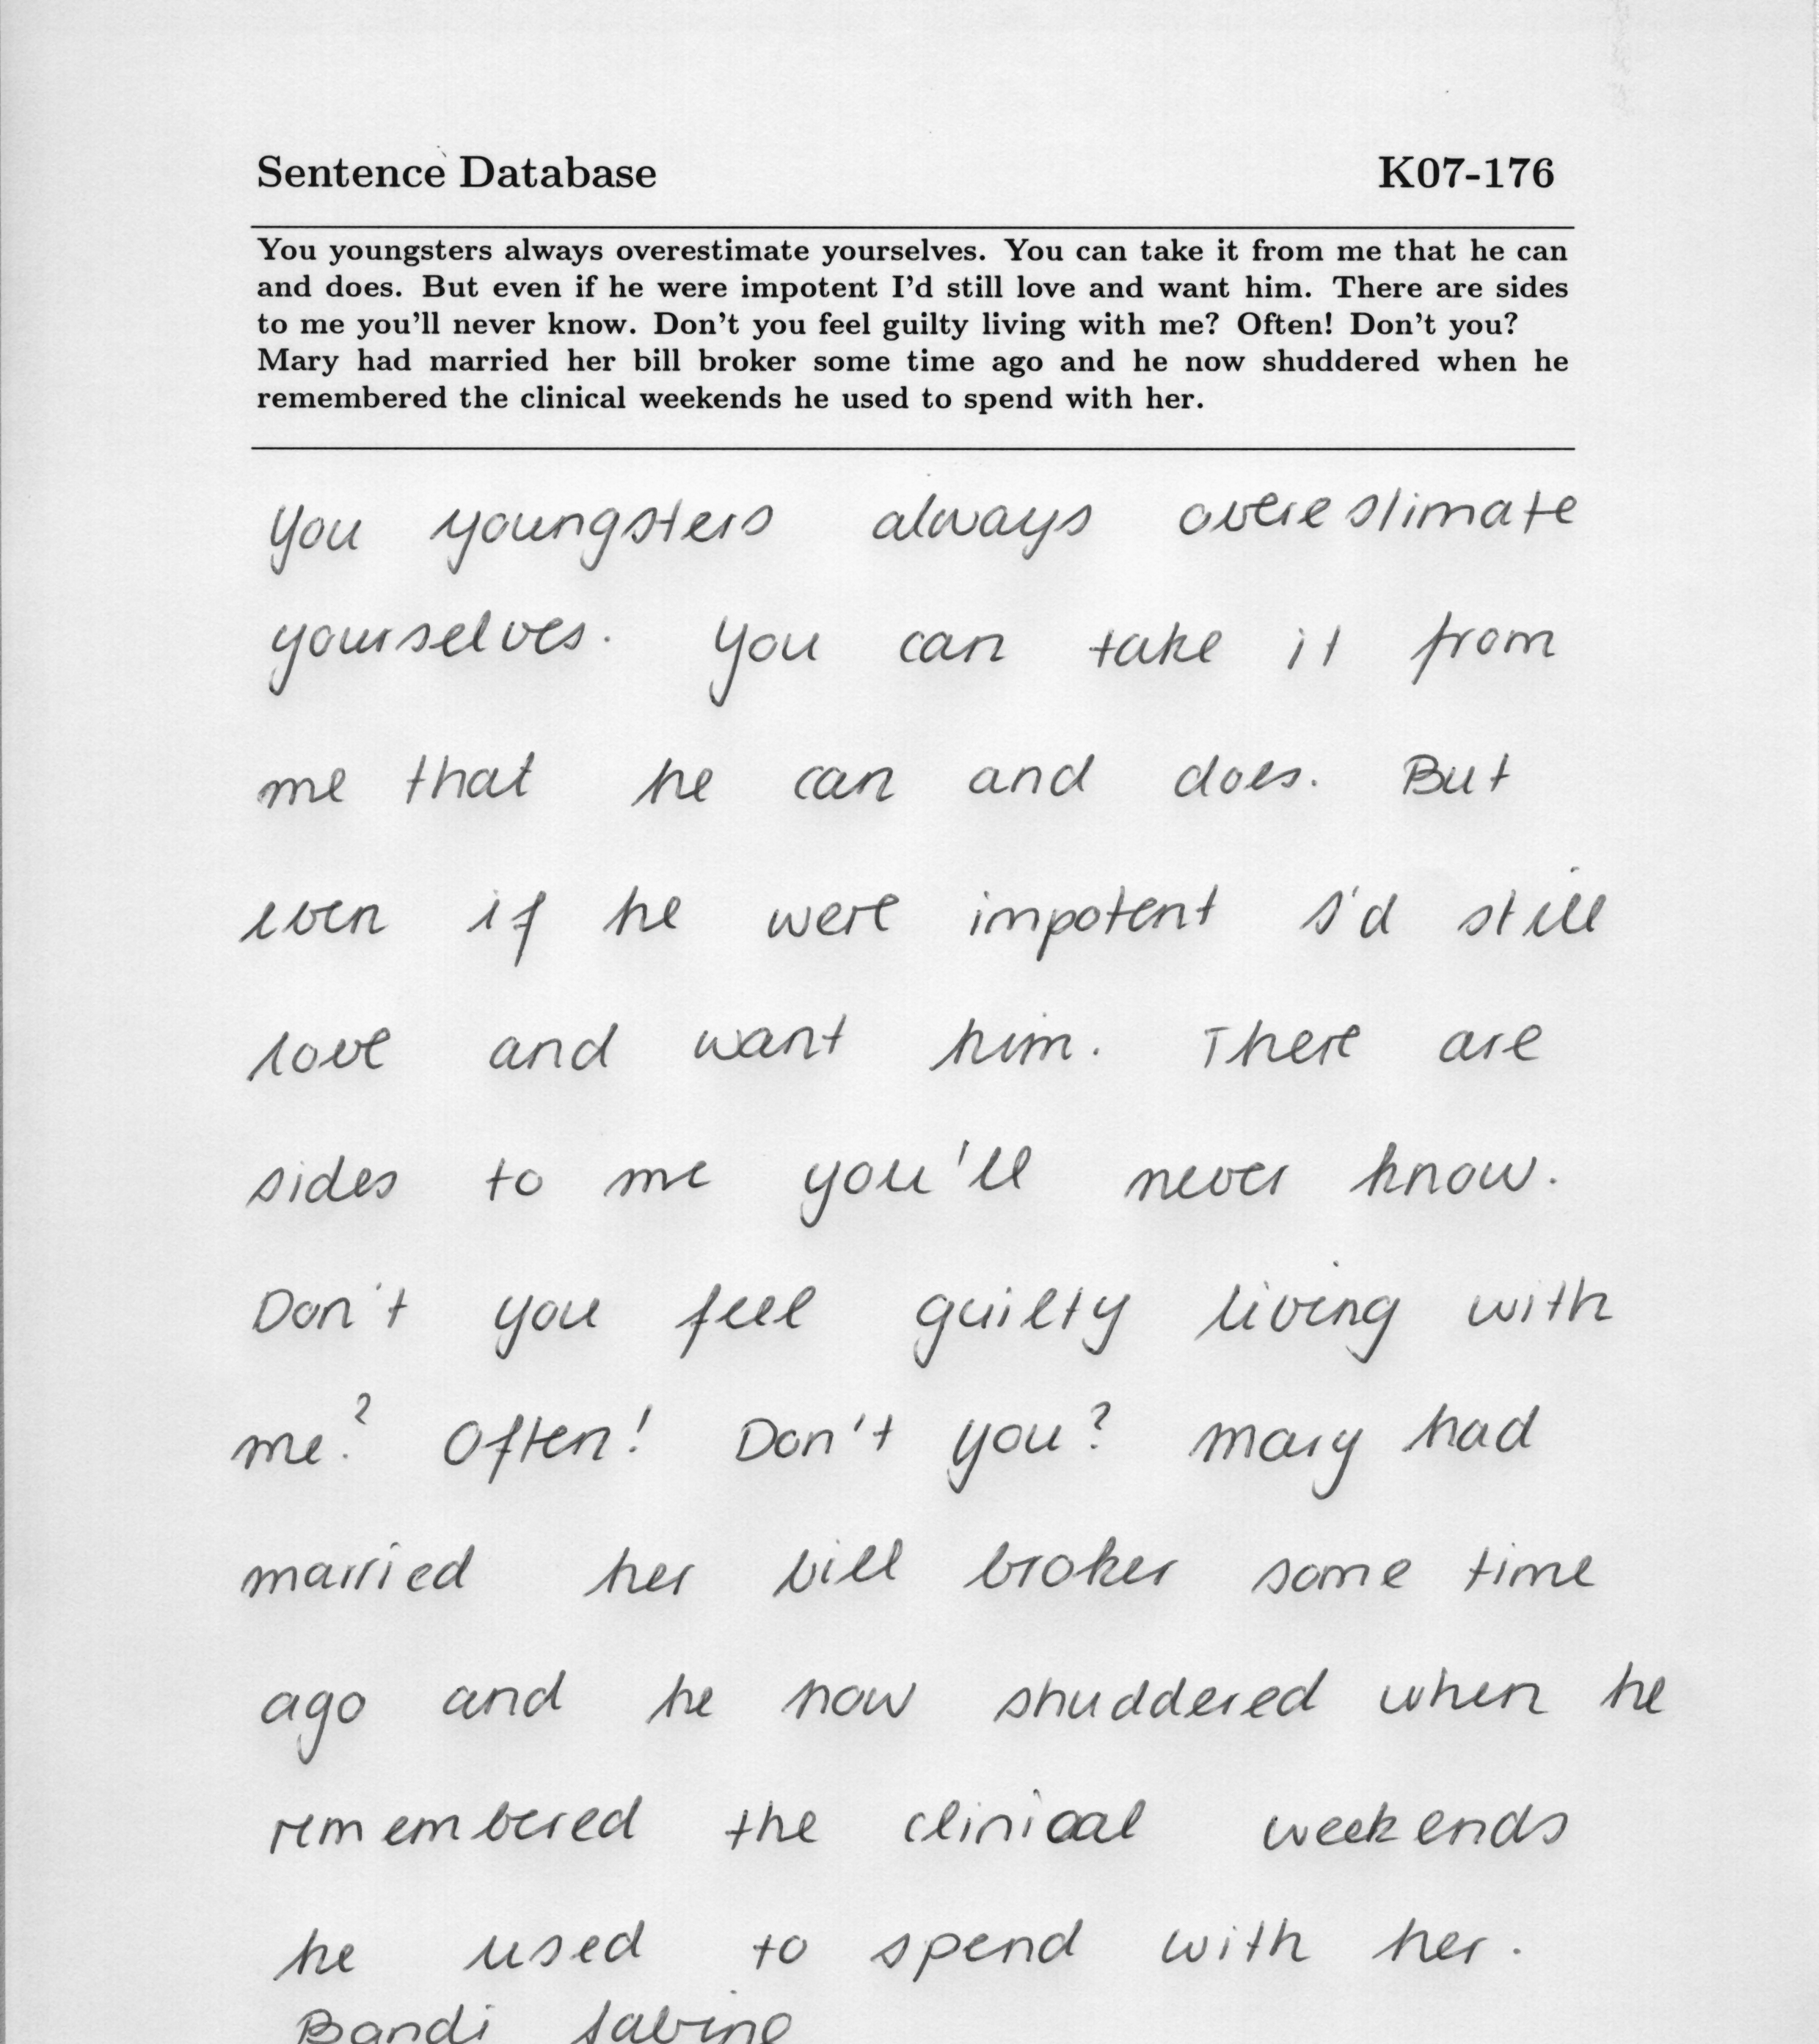 Sentence Database K07-176
You youngsters always overestimate yourselves. You can take it from me that he can
and does. But even if he were impotent I'd still love and want him. There are sides
to me you'll never know. Don't you feel guilty living with me? Often! Don't you?
Mary had married her bill broker some time ago and he now shuddered when he
remembered the clinical weekends he used to spend with her.
You youngsters always overestimate
yourselves. You can take it from
me that he can and does. But
even if he were impotent I'd still
love and want him. There are
sides to me you'll never know.
Don't you feel guilty living with
me? Often! Don't you? Mary had
married her bill broker some time
ago and he now shuddered when he
remembered the clinical weekends
he used to spend with her.
Bandi Sabine